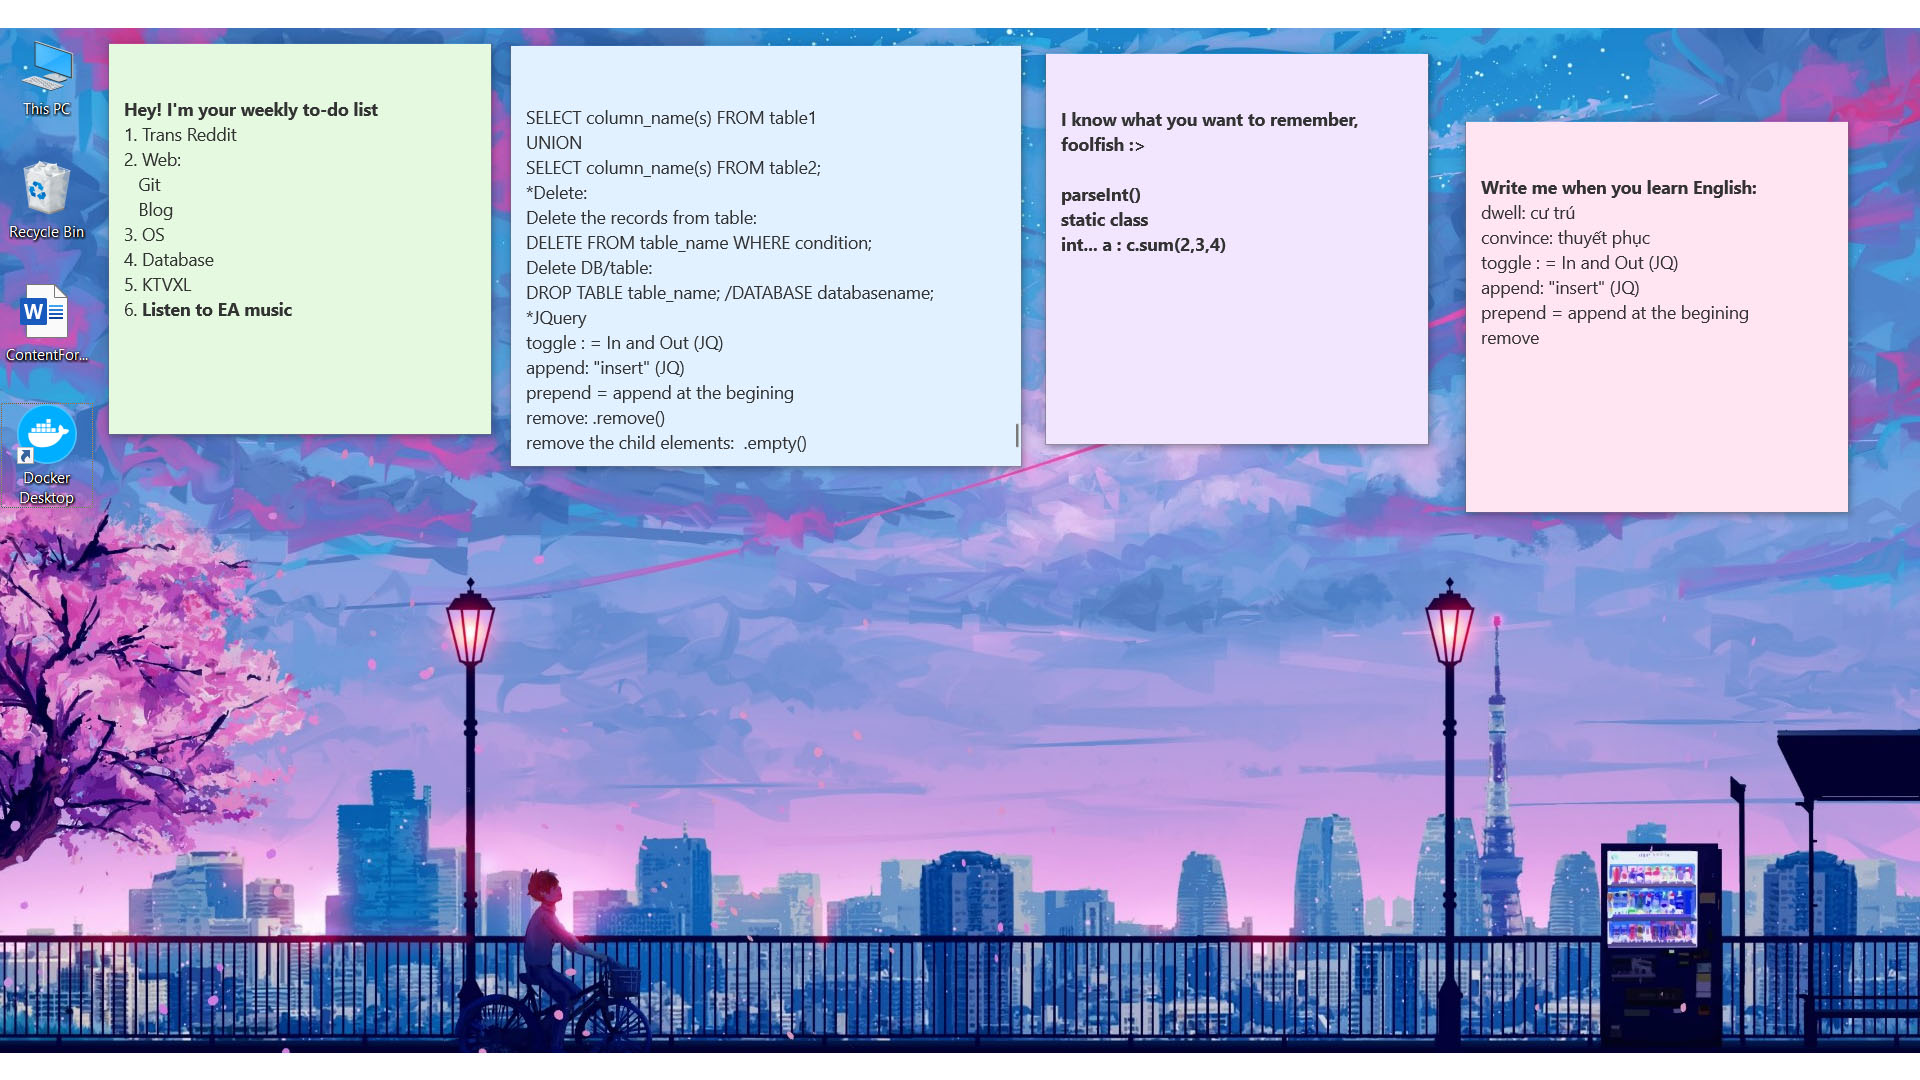 This PC
Recycle Bin
W
ContentFor...
Docker
Desktop
Hey! I'm your weekly to-do list
1. Trans Reddit
2. Web:
Git
Blog
3. OS
4. Database
5. KTVXL
6. Listen to EA music
SELECT column_name(s) FROM table1
UNION
SELECT column_name(s) FROM table2;
*Delete:
Delete the records from table:
DELETE FROM table_name WHERE condition;
Delete DB/table:
DROP TABLE table_name; /DATABASE databasename;
*JQuery
toggle : = In and Out (JQ)
append: "insert" (JQ)
prepend = append at the begining
remove: .remove()
remove the child elements:  .empty()
I know what you want to remember,
foolfish :>
parseInt()
static class
int... a : c.sum(2,3,4)
Write me when you learn English:
dwell: cư trú
convince: thuyết phục
toggle : = In and Out (JQ)
append: "insert" (JQ)
prepend = append at the begining
remove